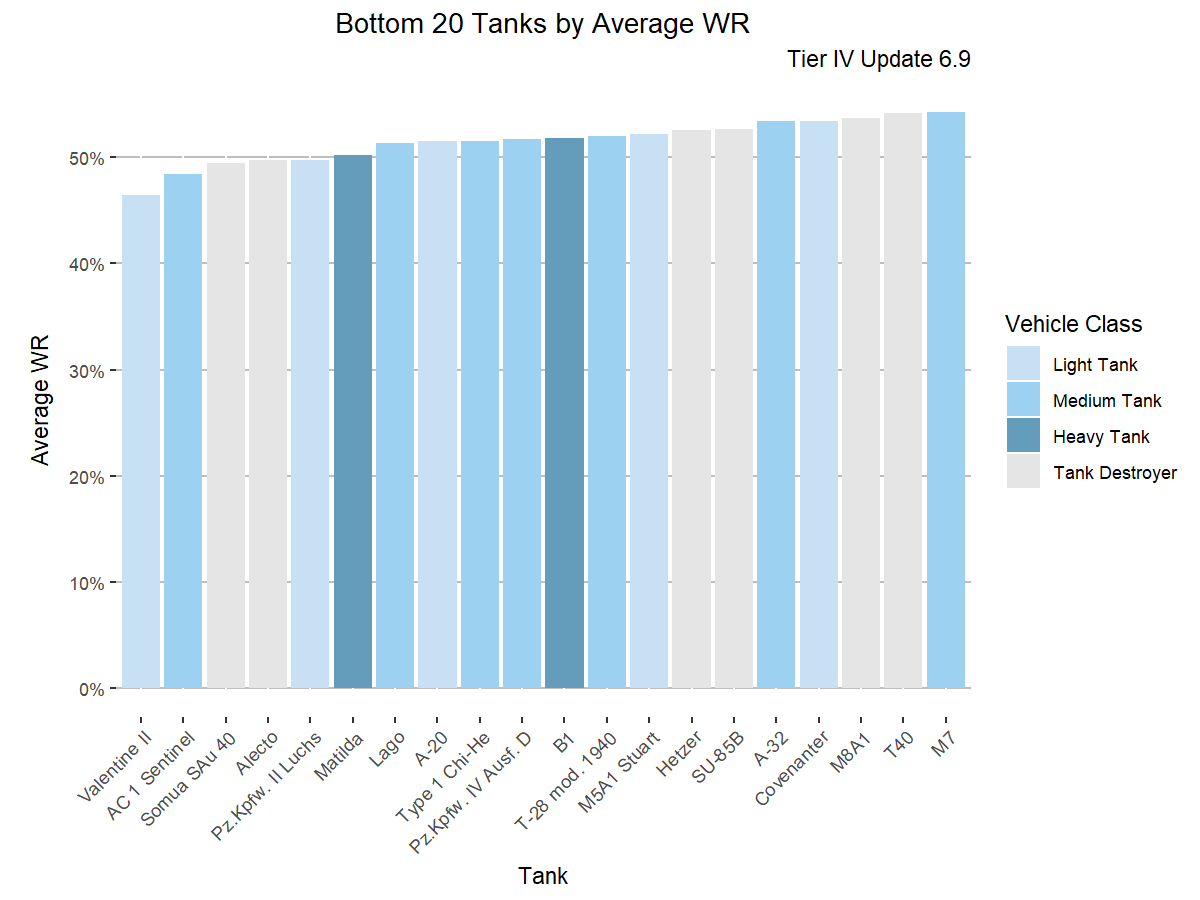 Bottom 20 Tanks by Average WR
Tier IV Update 6.9
Average WR
50%
40%
30%
20%
10%
0%
Valentine II
AC 1 Sentinel
Somua SAu 40
Alecto
Pz.Kpfw. II Luchs
Matilda
Lago
A-20
Type 1 Chi-He
Pz.Kpfw. IV Ausf. D
B1
T-28 mod. 1940
M5A1 Stuart
Hetzer
SU-85B
A-32
Covenanter
M8A1
T40
M7
Tank
Vehicle Class
Light Tank
Medium Tank
Heavy Tank
Tank Destroyer